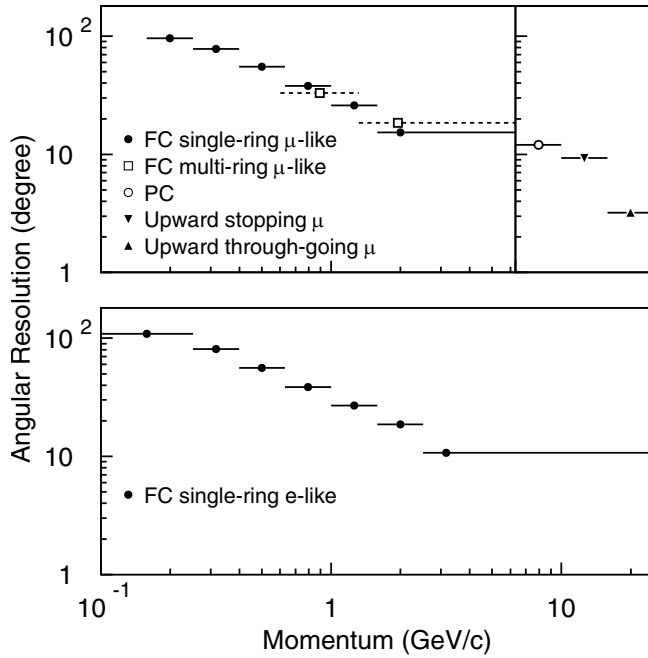 Angular Resolution (degree)
10 2
10
1
FC single-ring μ-like
FC multi-ring μ-like
PC
Upward stopping μ
Upward through-going μ
10 2
10
1
FC single-ring e-like
10 -1
1
10
Momentum (GeV/c)